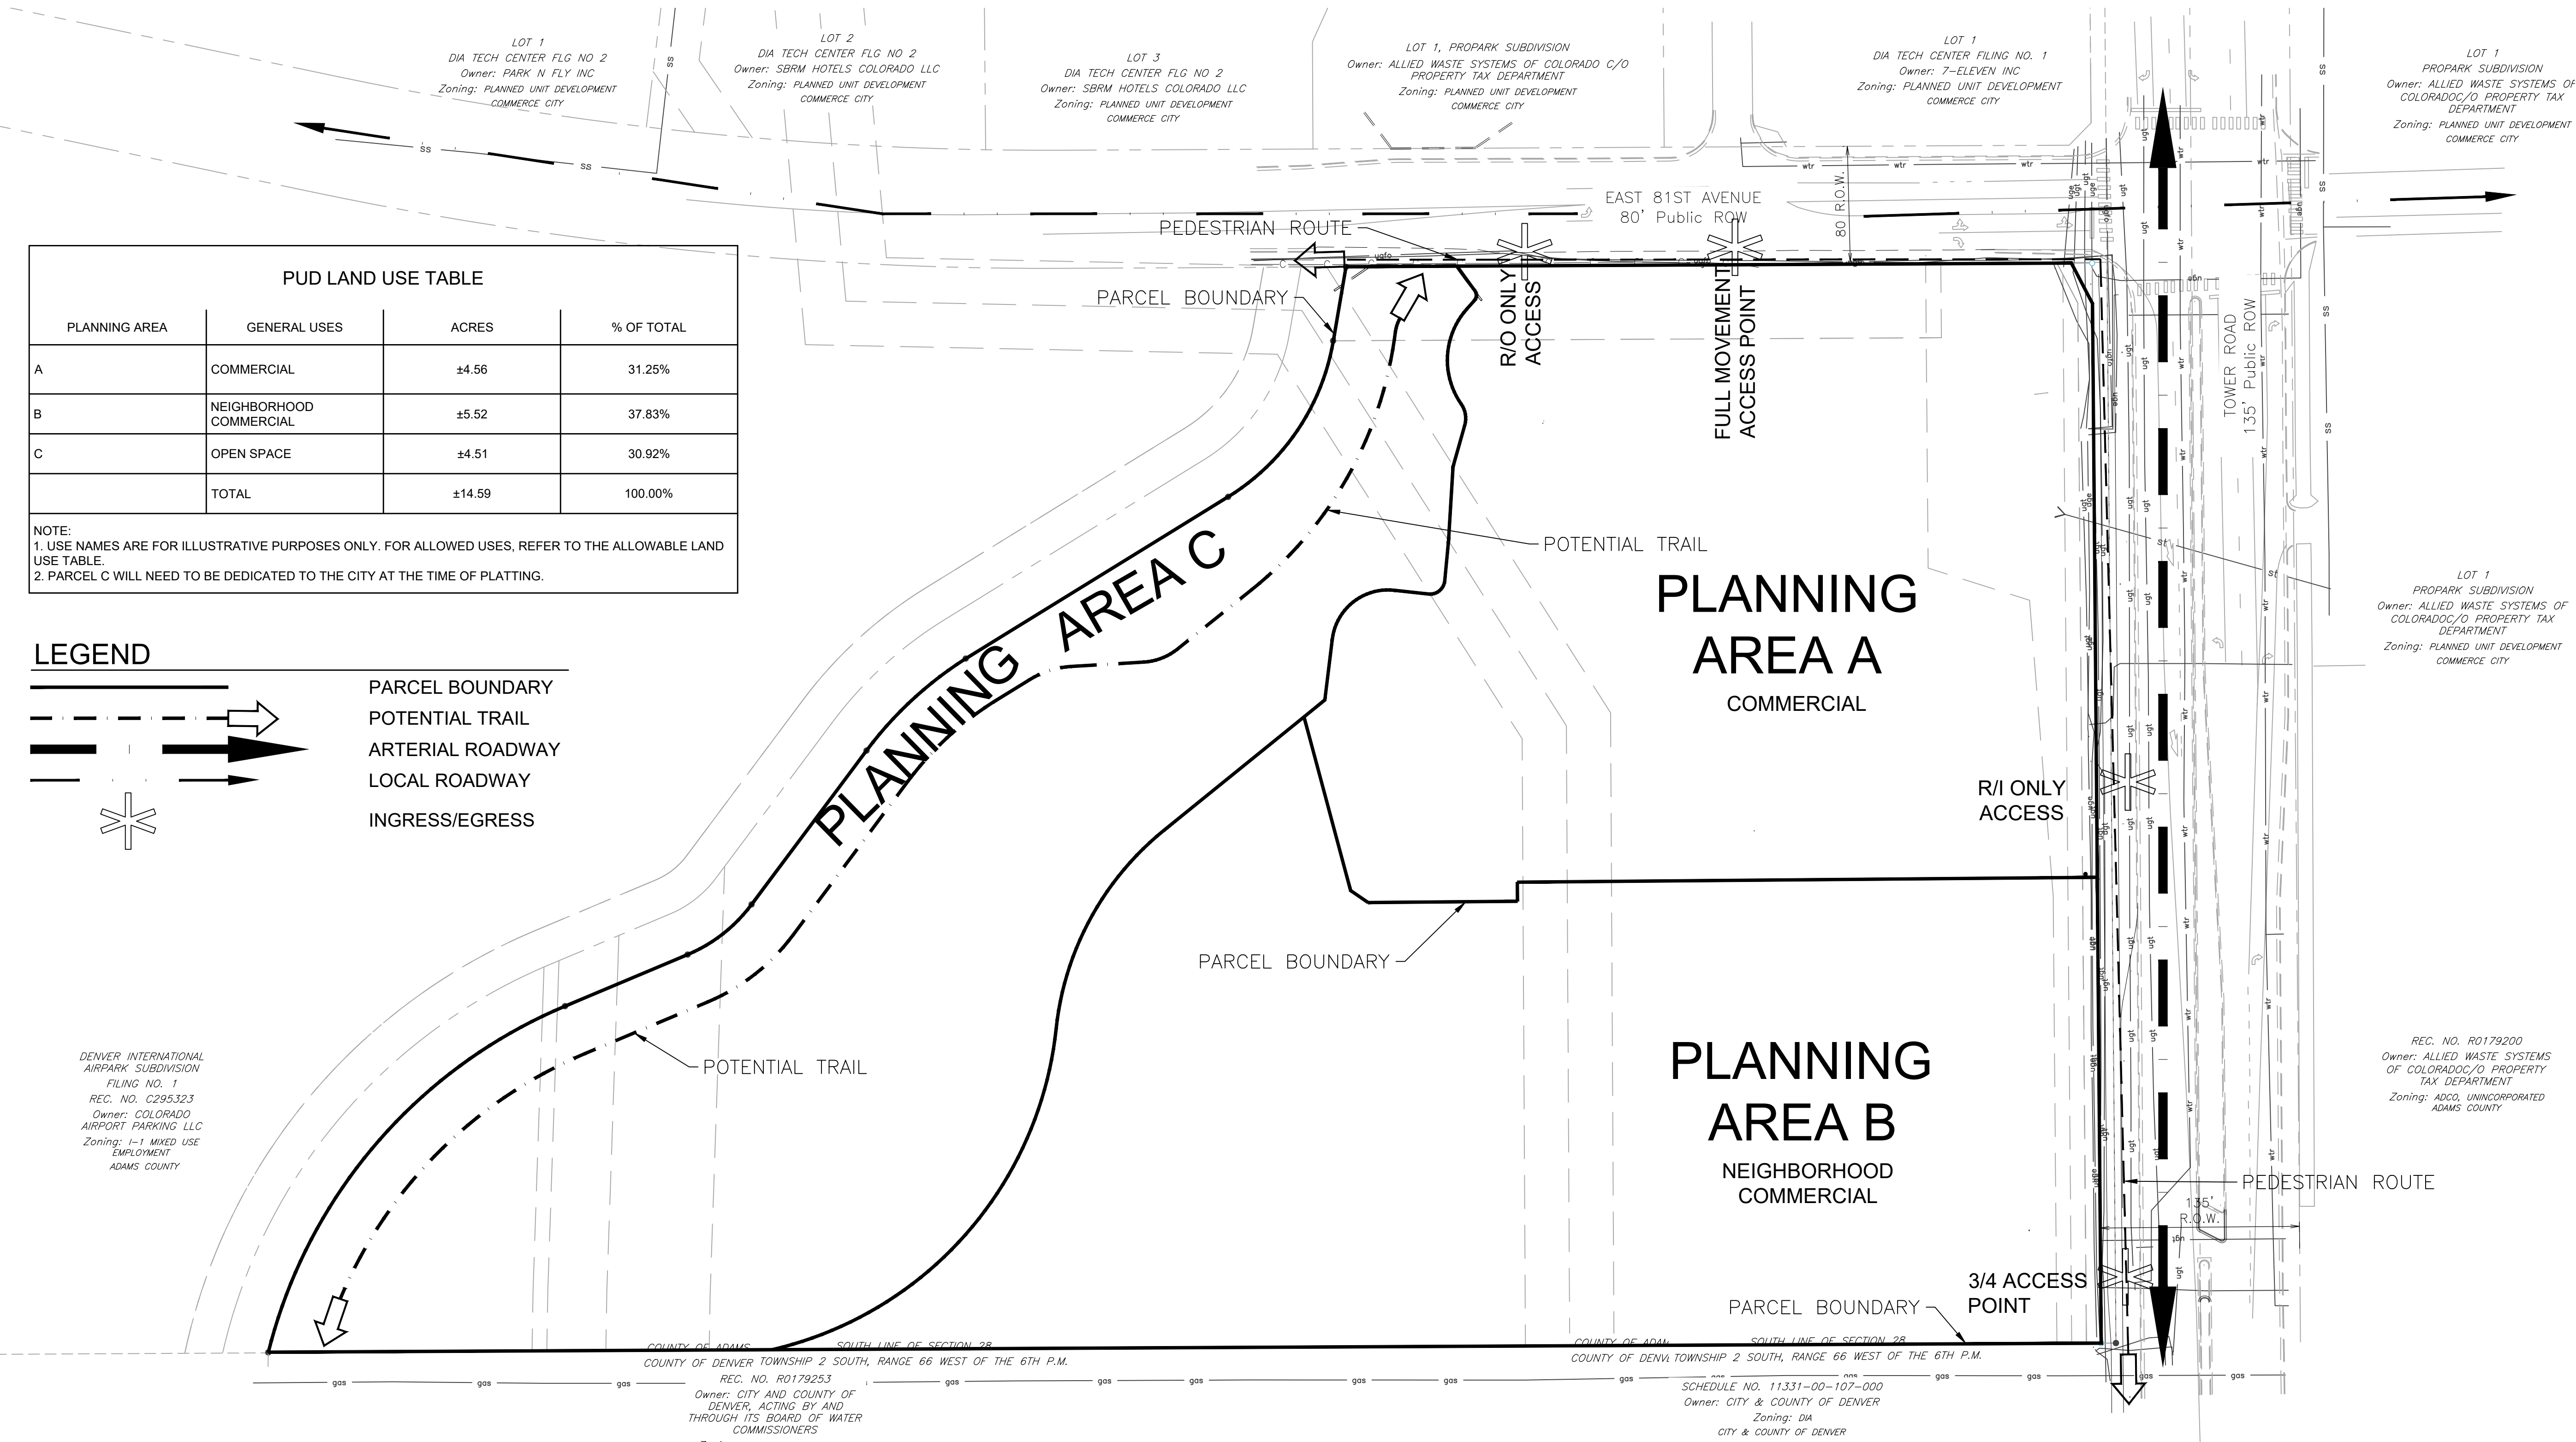 LOT 1
DIA TECH CENTER FLG NO 2
Owner: PARK N FLY INC
Zoning: PLANNED UNIT DEVELOPMENT
COMMERCE CITY
LOT 2
DIA TECH CENTER FLG NO 2
Owner: SBRM HOTELS COLORADO LLC
Zoning: PLANNED UNIT DEVELOPMENT
COMMERCE CITY
LOT 3
DIA TECH CENTER FLG NO 2
Owner: SBRM HOTELS COLORADO LLC
Zoning: PLANNED UNIT DEVELOPMENT
COMMERCE CITY
LOT 1, PROPARK SUBDIVISION
Owner: ALLIED WASTE SYSTEMS OF COLORADO C/O
PROPERTY TAX DEPARTMENT
Zoning: PLANNED UNIT DEVELOPMENT
COMMERCE CITY
LOT 1
DIA TECH CENTER FILING NO. 1
Owner: 7-ELEVEN INC
Zoning: PLANNED UNIT DEVELOPMENT
COMMERCE CITY
LOT 1
PROPARK SUBDIVISION
Owner: ALLIED WASTE SYSTEMS OF
COLORADOC/O PROPERTY TAX
DEPARTMENT
Zoning: PLANNED UNIT DEVELOPMENT
COMMERCE CITY
EAST 81ST AVENUE
80' Public ROW
80 R.O.W.
PEDESTRIAN ROUTE
PARCEL BOUNDARY
R/O ONLY
ACCESS
FULL MOVEMENT
ACCESS POINT
TOWER ROAD
135' Public ROW
PUD LAND USE TABLE
PLANNING AREA GENERAL USES ACRES % OF TOTAL
A COMMERCIAL ±4.56 31.25%
B NEIGHBORHOOD COMMERCIAL ±5.52 37.83%
C OPEN SPACE ±4.51 30.92%
TOTAL ±14.59 100.00%
NOTE:
1. USE NAMES ARE FOR ILLUSTRATIVE PURPOSES ONLY. FOR ALLOWED USES, REFER TO THE ALLOWABLE LAND
USE TABLE.
2. PARCEL C WILL NEED TO BE DEDICATED TO THE CITY AT THE TIME OF PLATTING.
LEGEND
PARCEL BOUNDARY
POTENTIAL TRAIL
ARTERIAL ROADWAY
LOCAL ROADWAY
INGRESS/EGRESS
PLANNING AREA C
POTENTIAL TRAIL
PLANNING
AREA A
COMMERCIAL
LOT 1
PROPARK SUBDIVISION
Owner: ALLIED WASTE SYSTEMS OF
COLORADOC/O PROPERTY TAX
DEPARTMENT
Zoning: PLANNED UNIT DEVELOPMENT
COMMERCE CITY
R/I ONLY
ACCESS
PARCEL BOUNDARY
POTENTIAL TRAIL
DENVER INTERNATIONAL
AIRPARK SUBDIVISION
FILING NO. 1
REC. NO. C295323
Owner: COLORADO
AIRPORT PARKING LLC
Zoning: I-1 MIXED USE
EMPLOYMENT
ADAMS COUNTY
PLANNING
AREA B
NEIGHBORHOOD
COMMERCIAL
REC. NO. R0179200
Owner: ALLIED WASTE SYSTEMS
OF COLORADOC/O PROPERTY
TAX DEPARTMENT
Zoning: ADCO, UNINCORPORATED
ADAMS COUNTY
PEDESTRIAN ROUTE
135'
R.O.W.
3/4 ACCESS
POINT
PARCEL BOUNDARY
COUNTY OF ADAMS SOUTH LINE OF SECTION 28
COUNTY OF DENVER TOWNSHIP 2 SOUTH, RANGE 66 WEST OF THE 6TH P.M.
REC. NO. R0179253
Owner: CITY AND COUNTY OF
DENVER, ACTING BY AND
THROUGH ITS BOARD OF WATER
COMMISSIONERS
SOUTH LINE OF SECTION 28
TOWNSHIP 2 SOUTH, RANGE 66 WEST OF THE 6TH P.M.
gas gas gas gas gas gas gas gas gas gas gas gas gas
SCHEDULE NO. 11331-00-107-000
Owner: CITY & COUNTY OF DENVER
Zoning: DIA
CITY & COUNTY OF DENVER